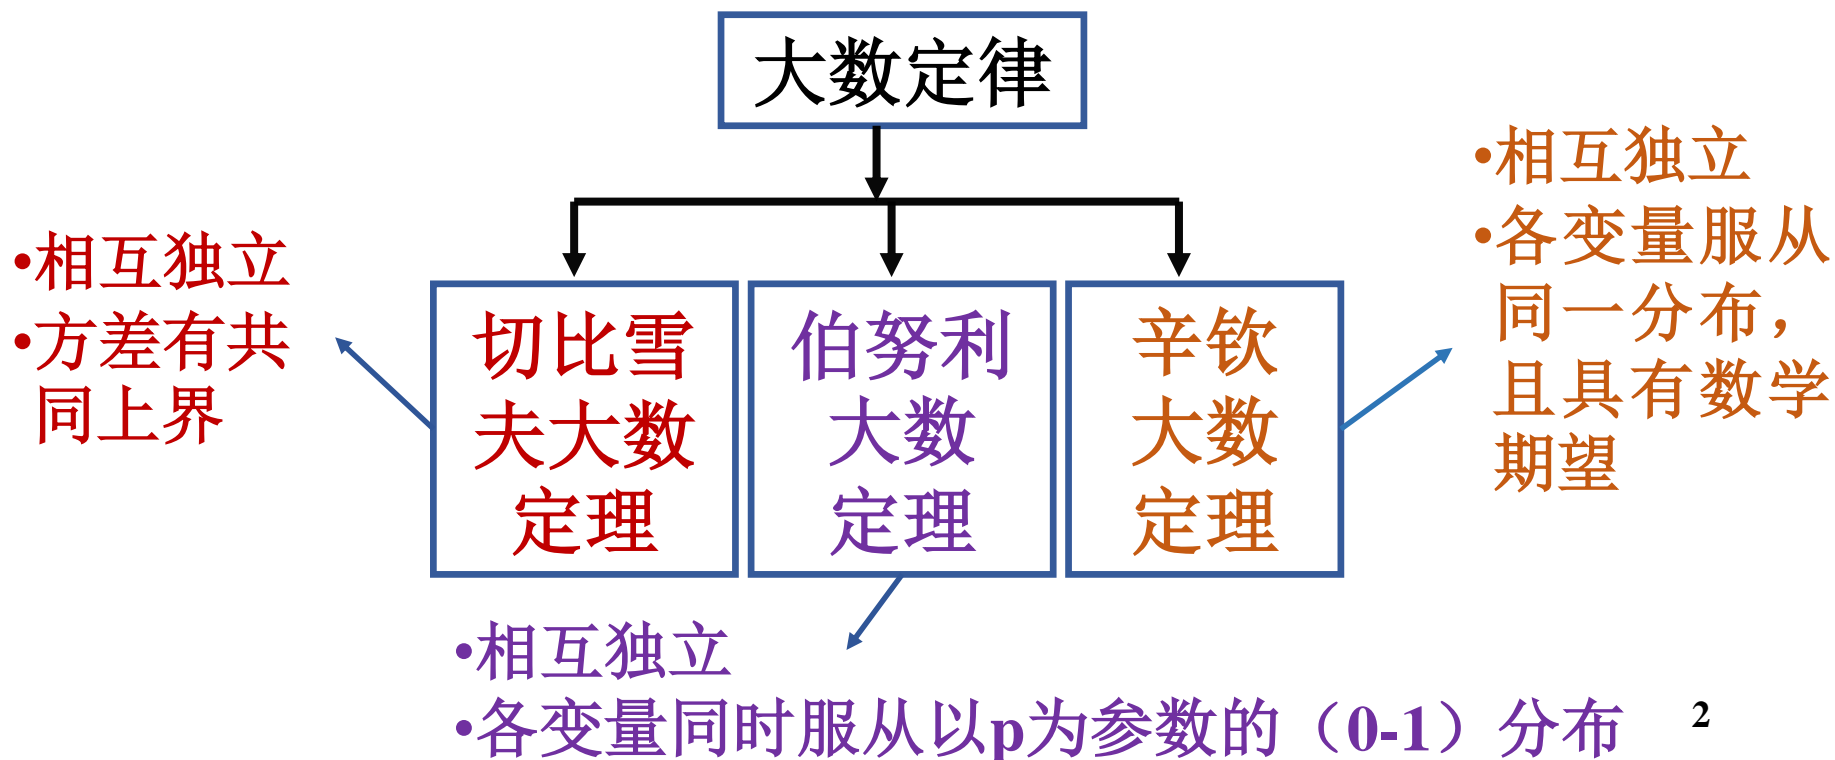 大数定律
•相互独立
•方差有共
同上界
切比雪
夫大数
定理
伯努利
大数
定理
辛钦
大数
定理
•相互独立
•各变量服从
同一分布，
且具有数学
期望
•相互独立
•各变量同时服从以p为参数的（0-1）分布
2